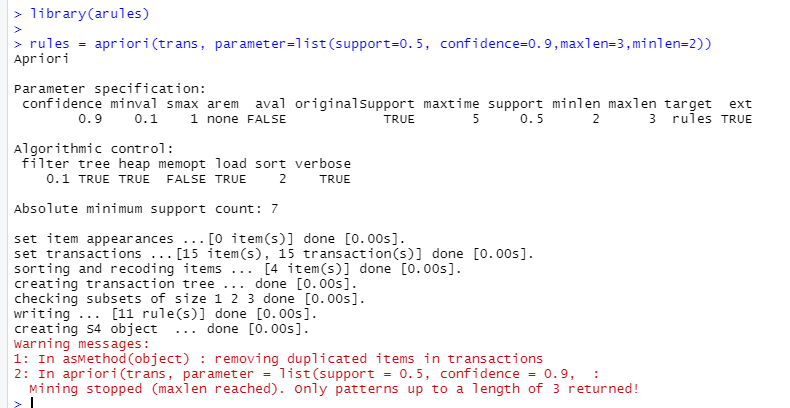 > library(arules)
>
> rules = apriori(trans, parameter=list(support=0.5, confidence=0.9,maxlen=3,minlen=2))
Apriori
Parameter specification:
confidence minval smax arem aval originalSupport maxtime support minlen maxlen target ext
0.9 0.1 1 none FALSE TRUE 5 0.5 2 3 rules TRUE
Algorithmic control:
filter tree heap memopt load sort verbose
0.1 TRUE TRUE FALSE TRUE 2 TRUE
Absolute minimum support count: 7
set item appearances ...[0 item(s)] done [0.00s].
set transactions ...[15 item(s), 15 transaction(s)] done [0.00s].
sorting and recoding items ... [4 item(s)] done [0.00s].
creating transaction tree ... done [0.00s].
checking subsets of size 1 2 3 done [0.00s].
writing ... [11 rule(s)] done [0.00s].
creating S4 object ... done [0.00s].
Warning messages:
1: In asMethod(object) : removing duplicated items in transactions
2: In apriori(trans, parameter = list(support = 0.5, confidence = 0.9, :
Mining stopped (maxlen reached). Only patterns up to a length of 3 returned!
>